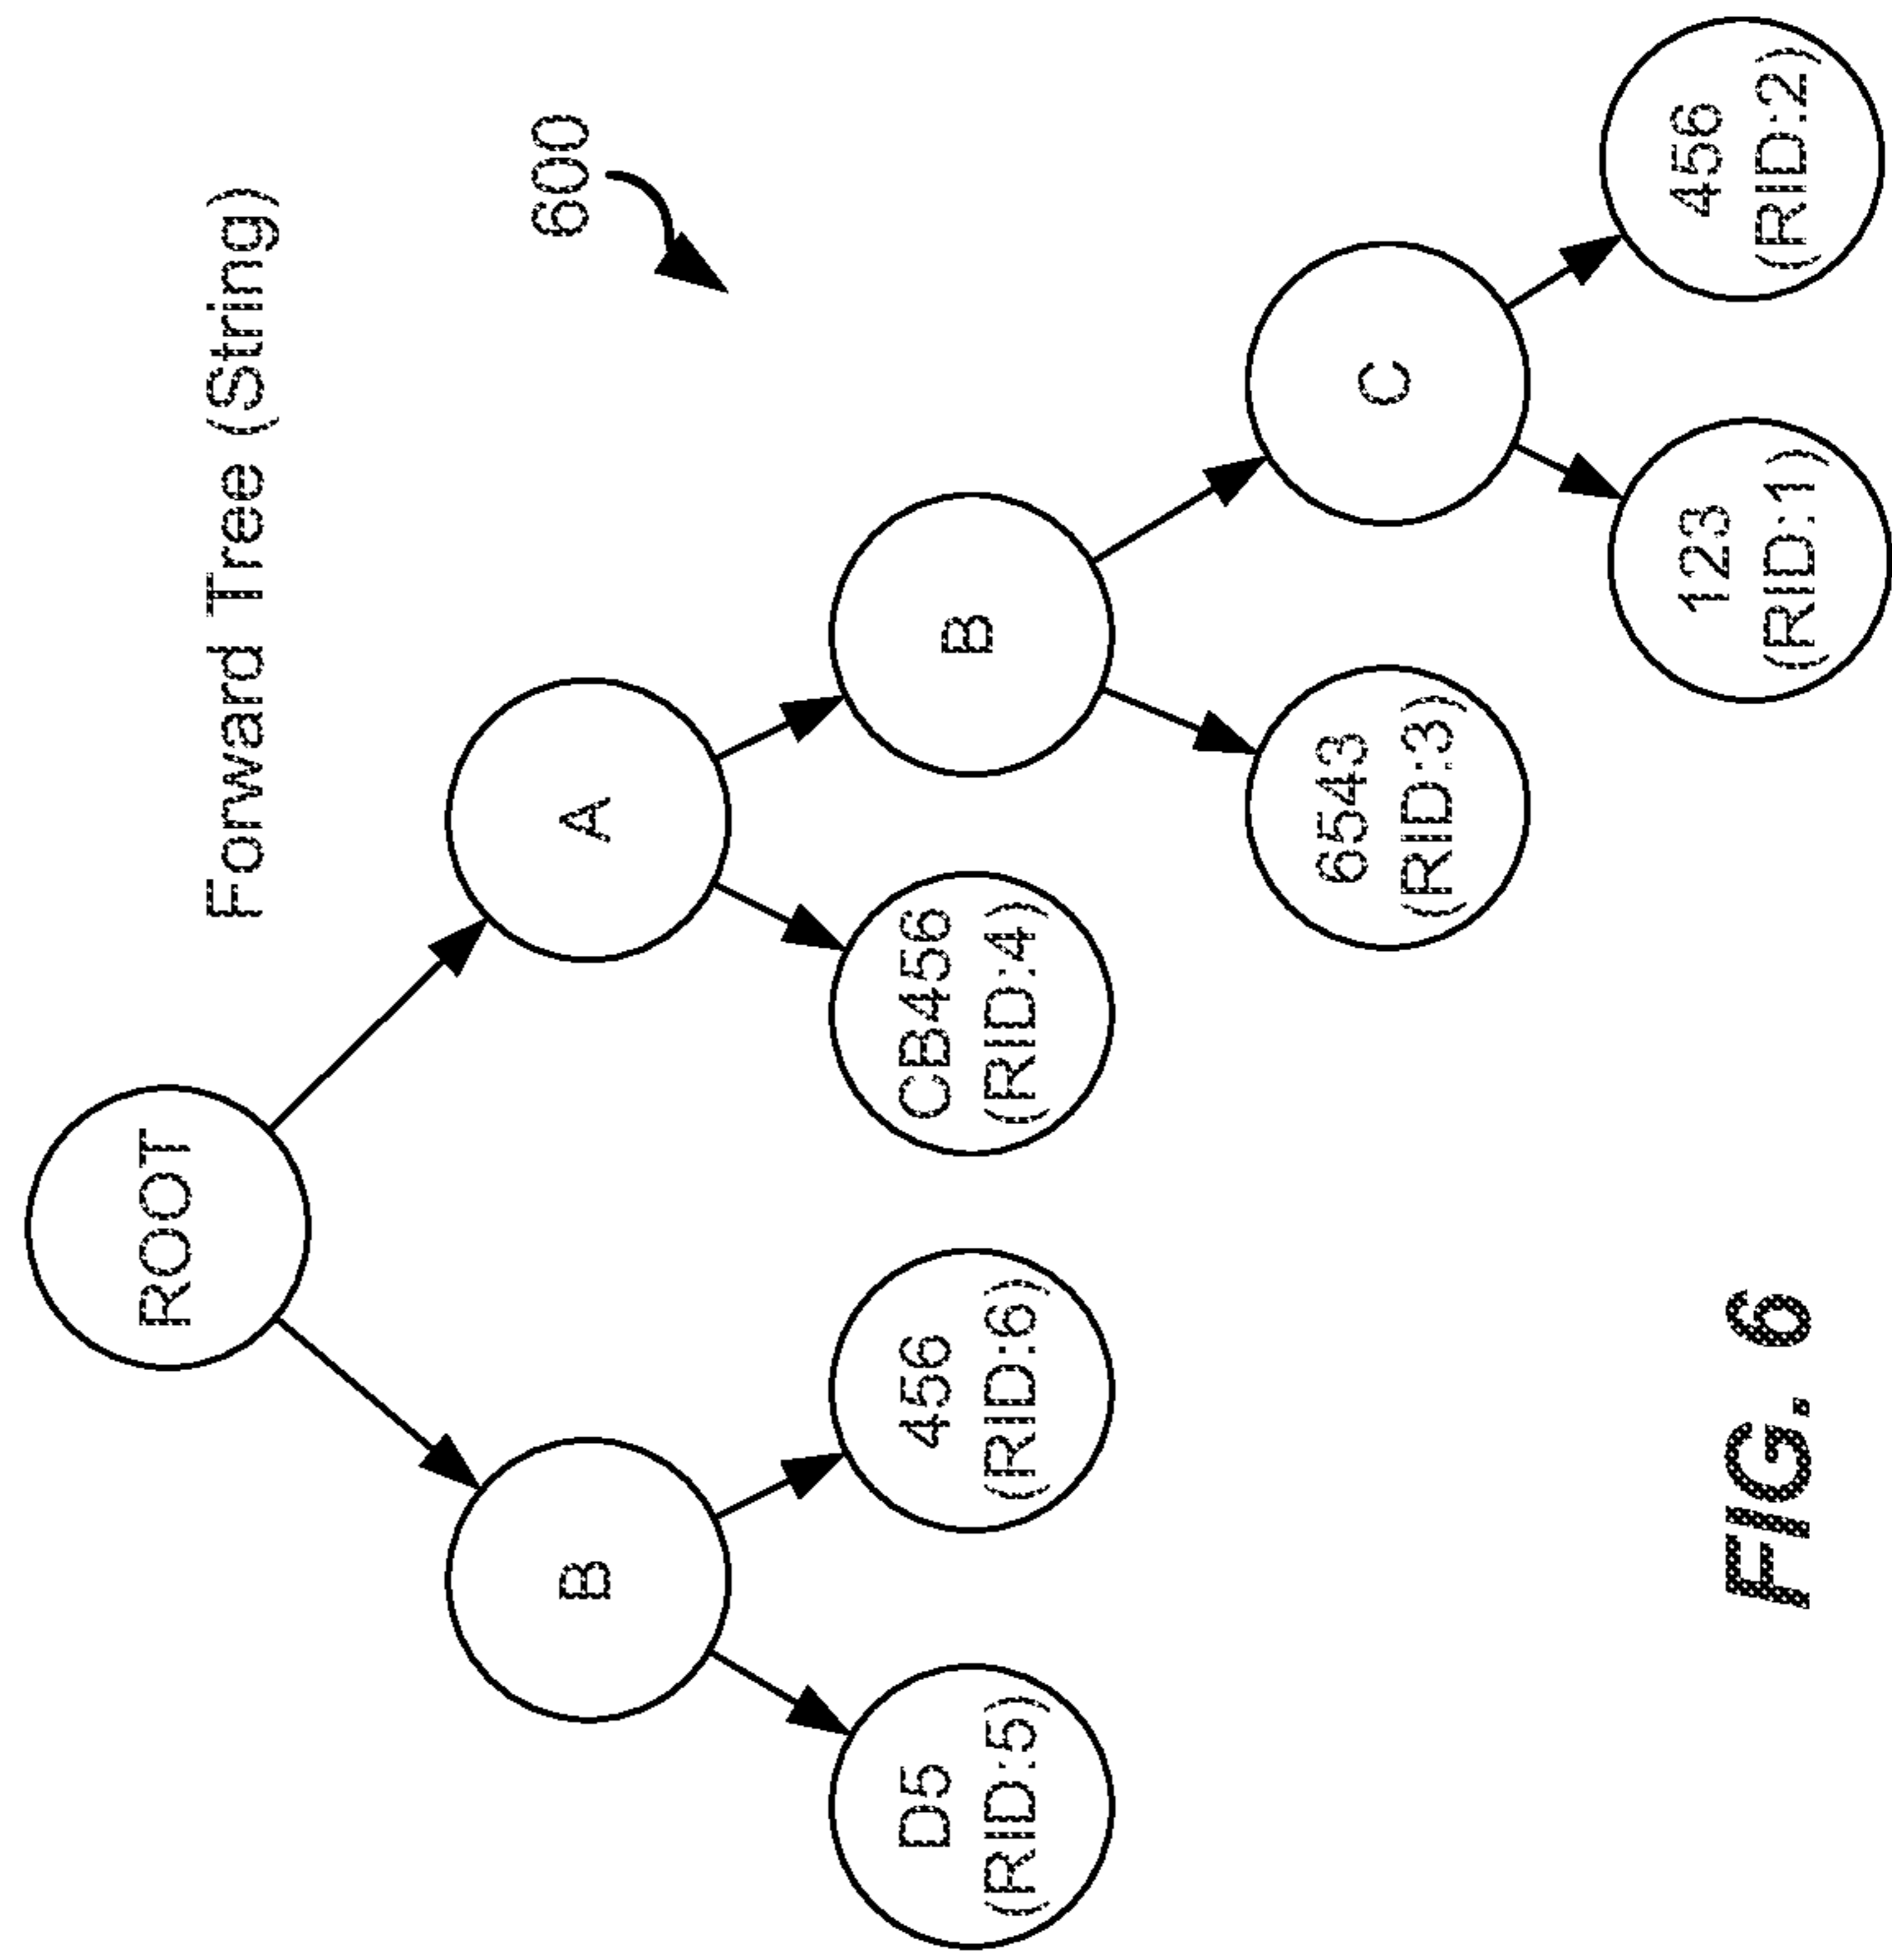 ROOT
Forward Tree (String)
600
B
A
D5
(RID:5)
456
(RID:6)
CB456
(RID:4)
B
6543
(RID:3)
C
123
(RID:1)
456
(RID:2)
FIG. 6